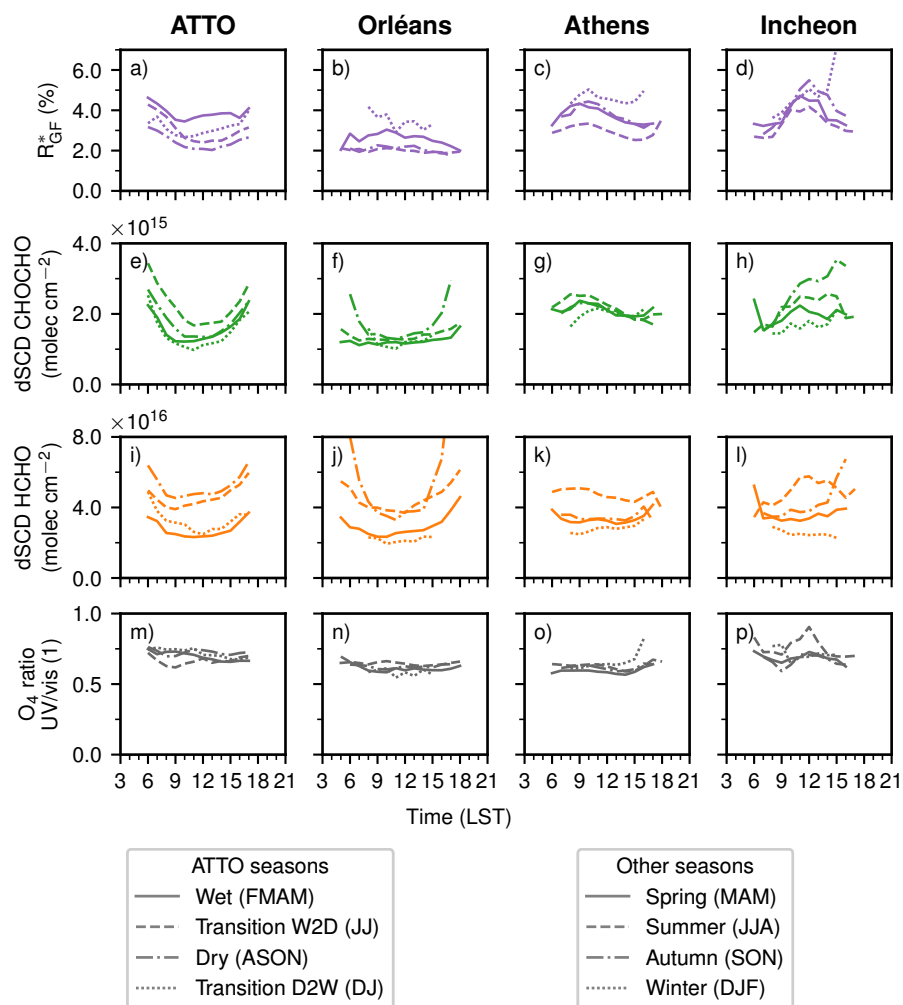 ATTO Orléans Athens Incheon
a) b) c) d)
R*GF (%)
6.0
4.0
2.0
0.0
×10^15
e) f) g) h)
dSCD CHOCHO
(molec cm−2)
4.0
2.0
0.0
×10^16
i) j) k) l)
dSCD HCHO
(molec cm−2)
8.0
4.0
0.0
m) n) o) p)
O4 ratio
UV/vis (1)
1.0
0.5
0.0
3 6 9 12 15 18 21 3 6 9 12 15 18 21 3 6 9 12 15 18 21 3 6 9 12 15 18 21
Time (LST)
ATTO seasons
Wet (FMAM)
Transition W2D (JJ)
Dry (ASON)
Transition D2W (DJ)
Other seasons
Spring (MAM)
Summer (JJA)
Autumn (SON)
Winter (DJF)